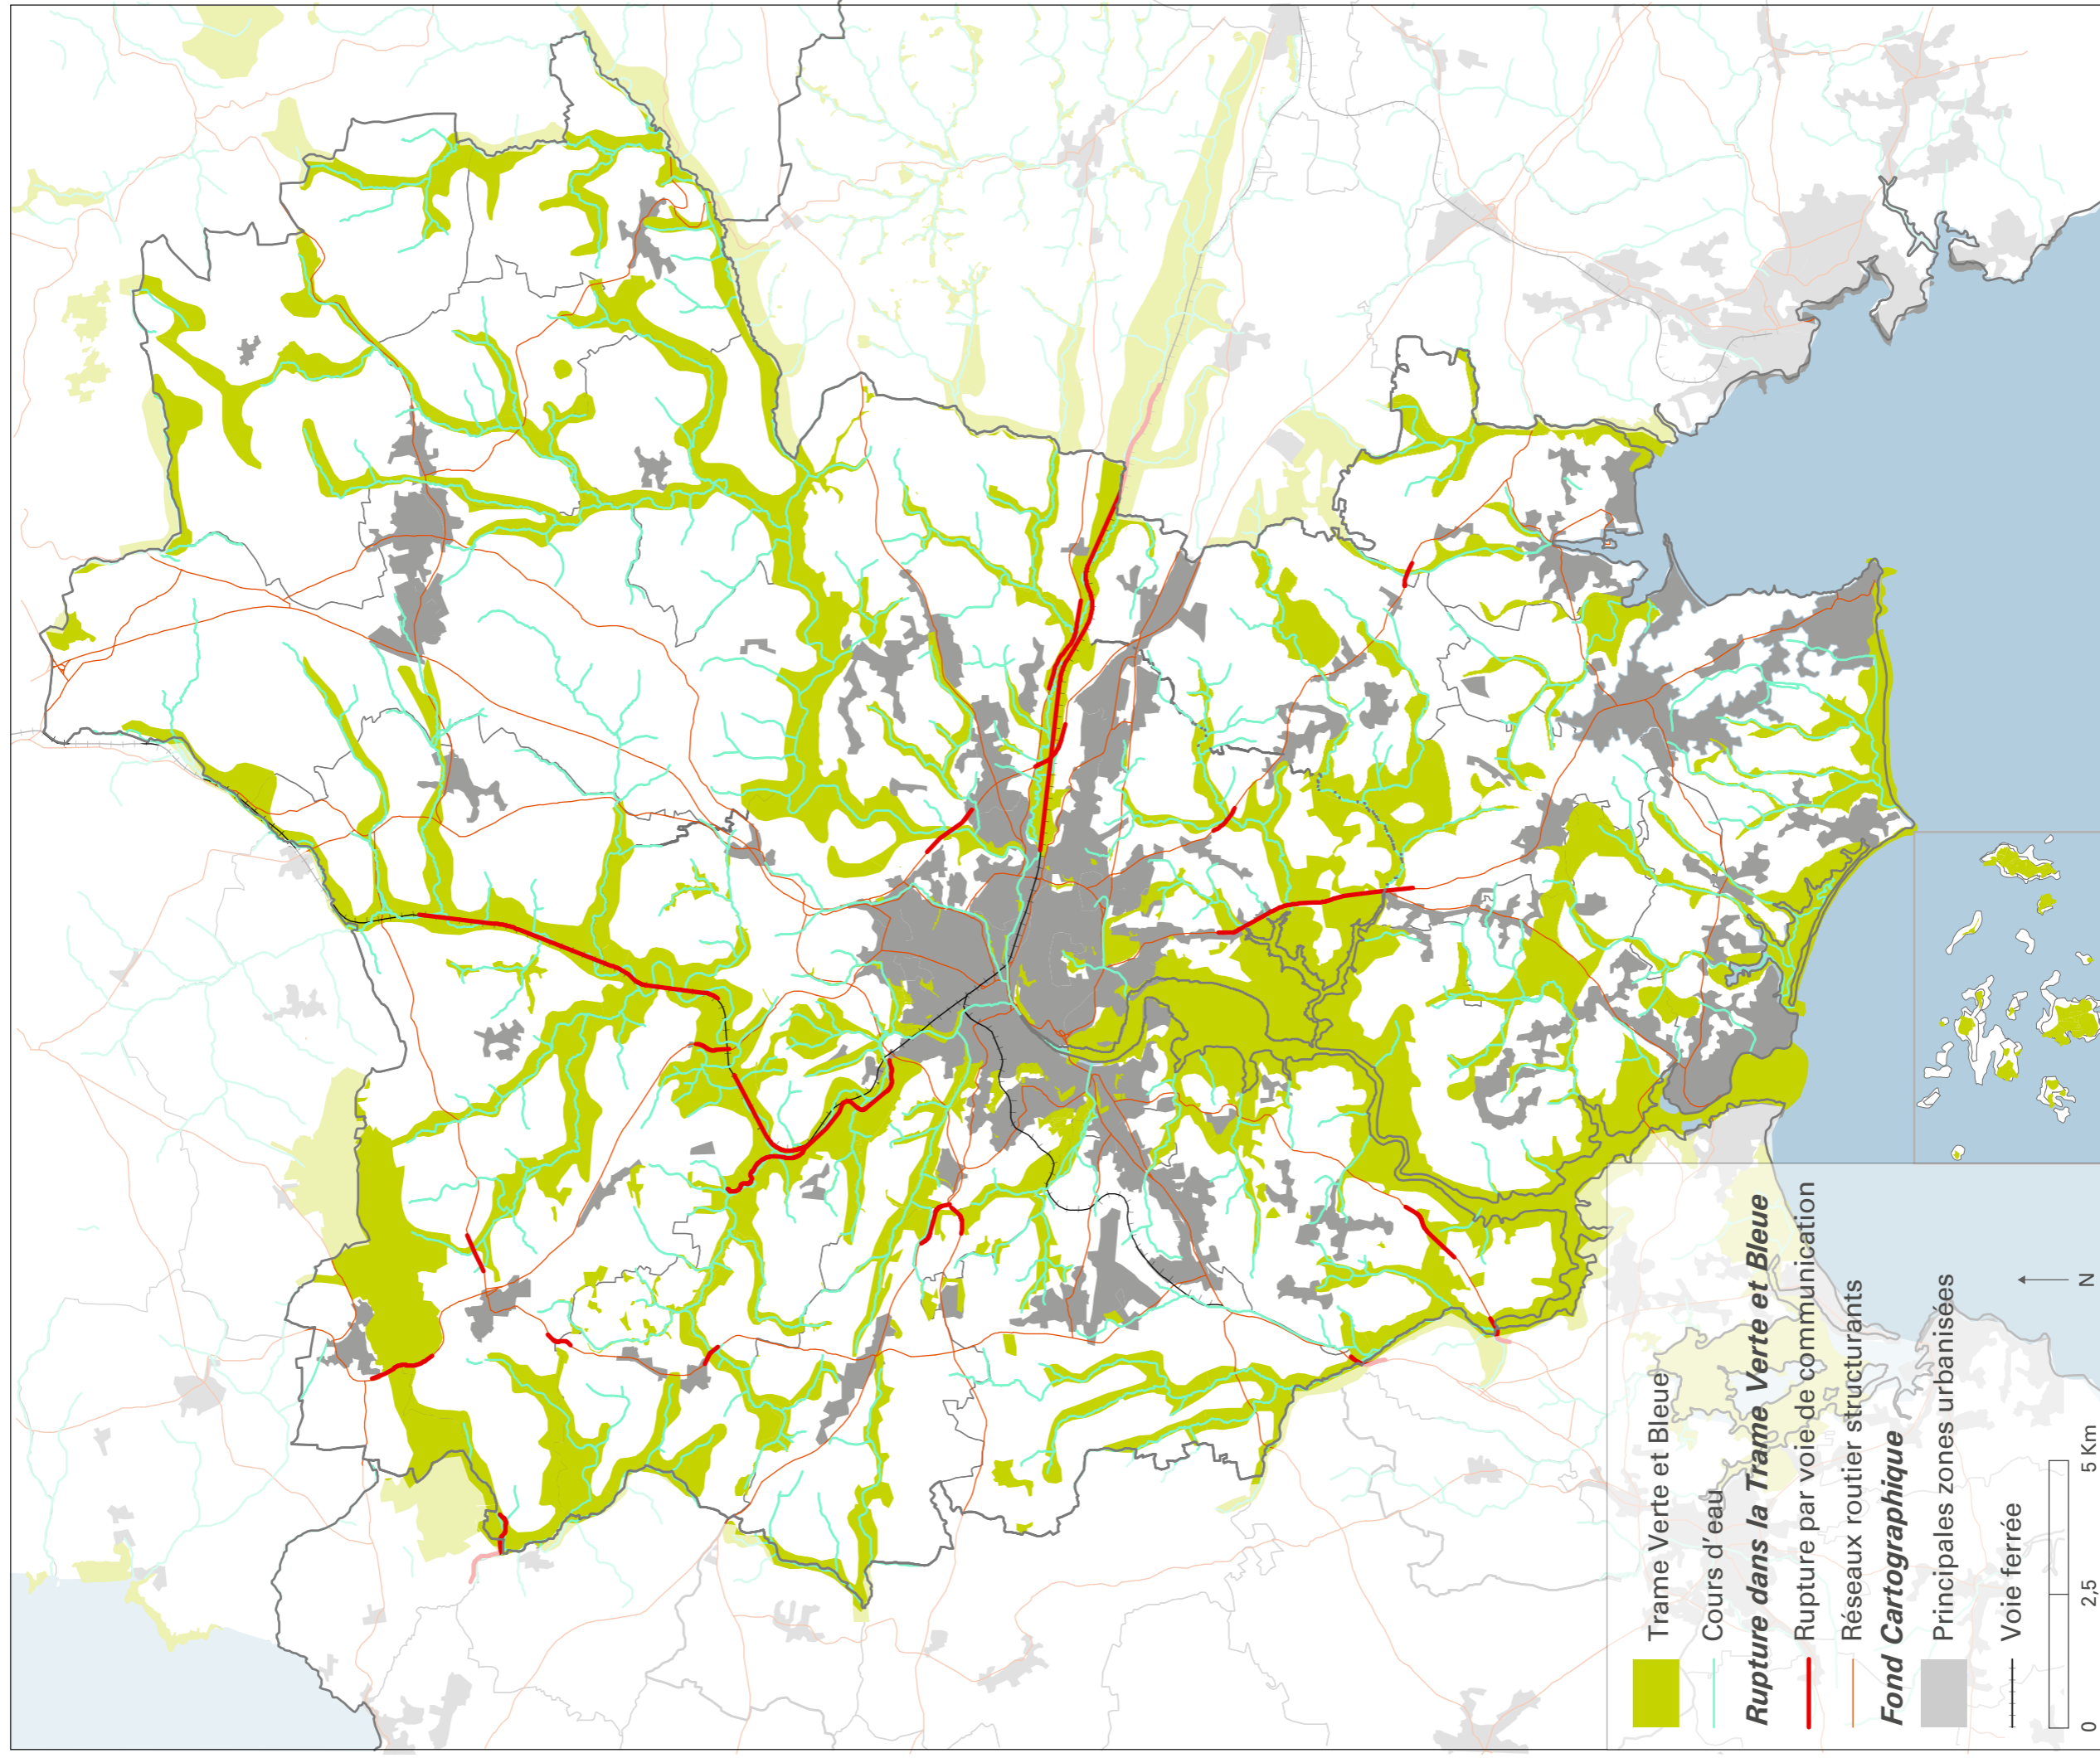 Trame Verte et Bleue
Cours d'eau
Rupture dans la Trame Verte et Bleue
Rupture par voie de communication
Réseaux routier structurants
Fond Cartographique
Principales zones urbanisées
Voie ferrée
0 2,5 5 Km
N